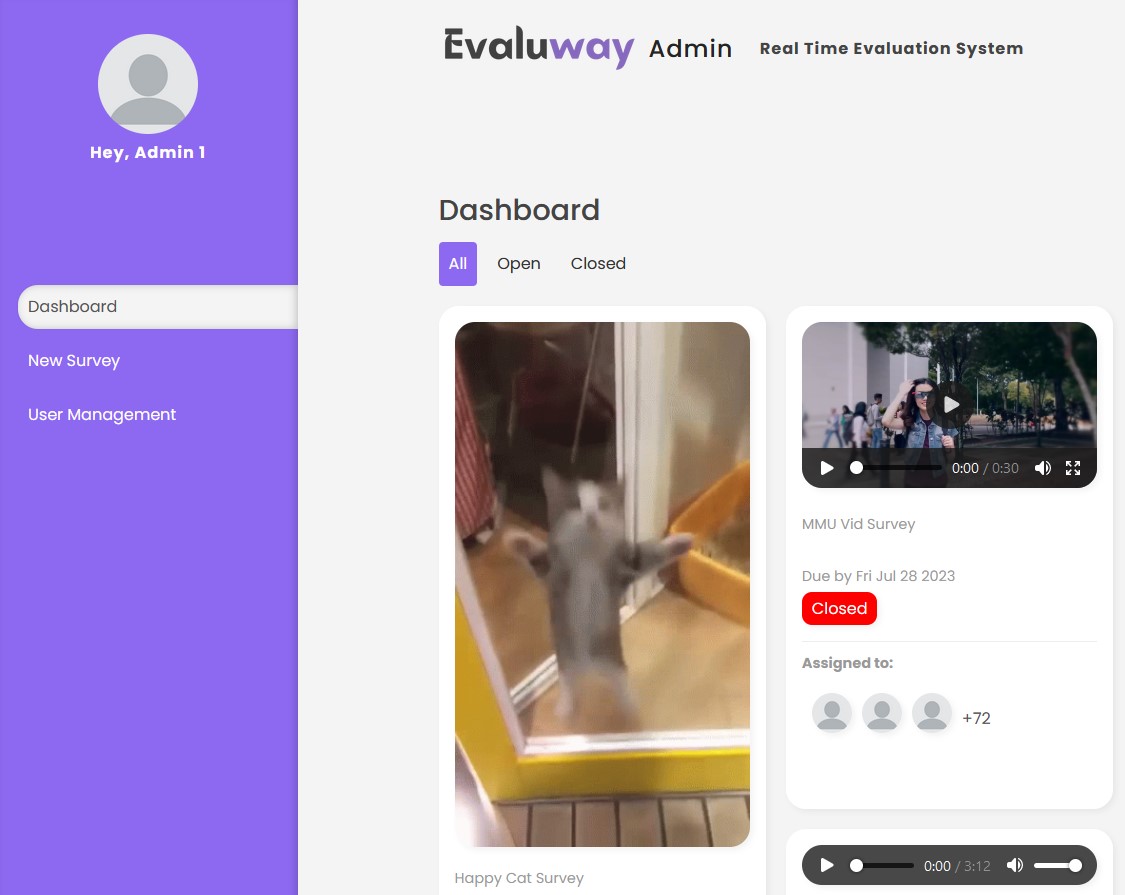 Evaluway Admin Real Time Evaluation System
Hey, Admin 1
Dashboard
New Survey
User Management
Dashboard
All Open Closed
Happy Cat Survey
0:00 / 0:30
MMU Vid Survey
Due by Fri Jul 28 2023
Closed
Assigned to:
+72
0:00 / 3:12